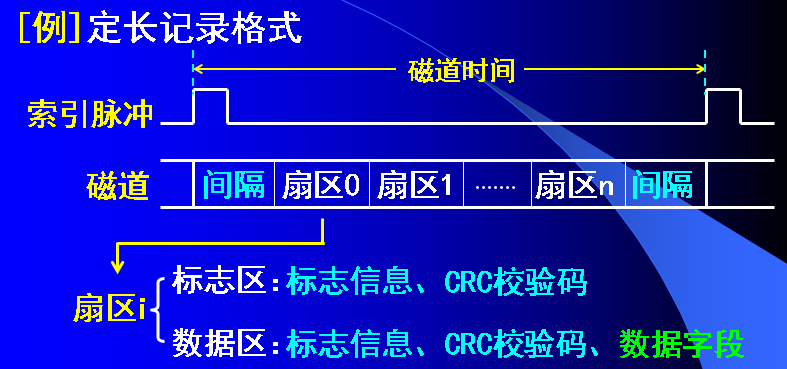 [例]定长记录格式
磁道时间
索引脉冲
磁道 间隔 扇区0 扇区1 ······· 扇区n 间隔
标志区:标志信息、CRC校验码
扇区i
数据区:标志信息、CRC校验码、数据字段